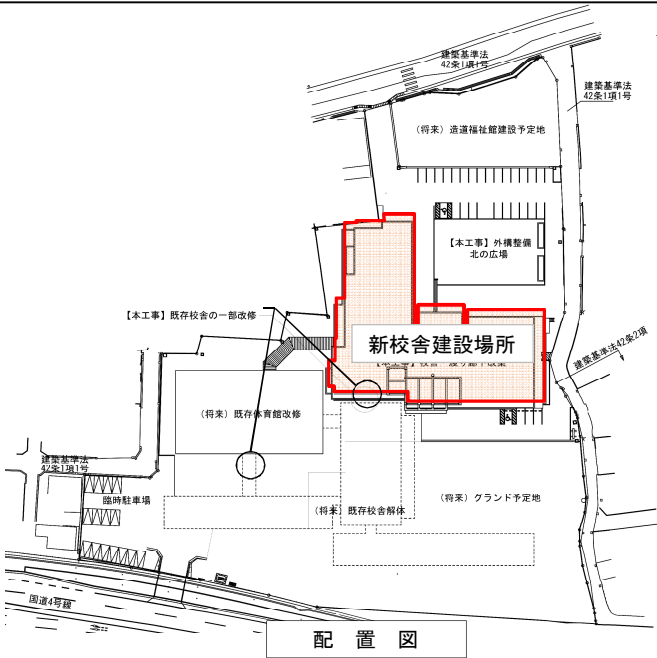 建築基準法
42条1項1号
建築基準法
42条1項1号
(将来) 造道福祉館建設予定地
【本工事】外構整備
北の広場
【本工事】既存校舎の一部改修
新校舎建設場所
建築基準法42条2項
(将来) 既存体育館改修
建築基準法
42条1項1号
臨時駐車場
(将来) 既存校舎解体
(将来) グランド予定地
国道4号線
配置図